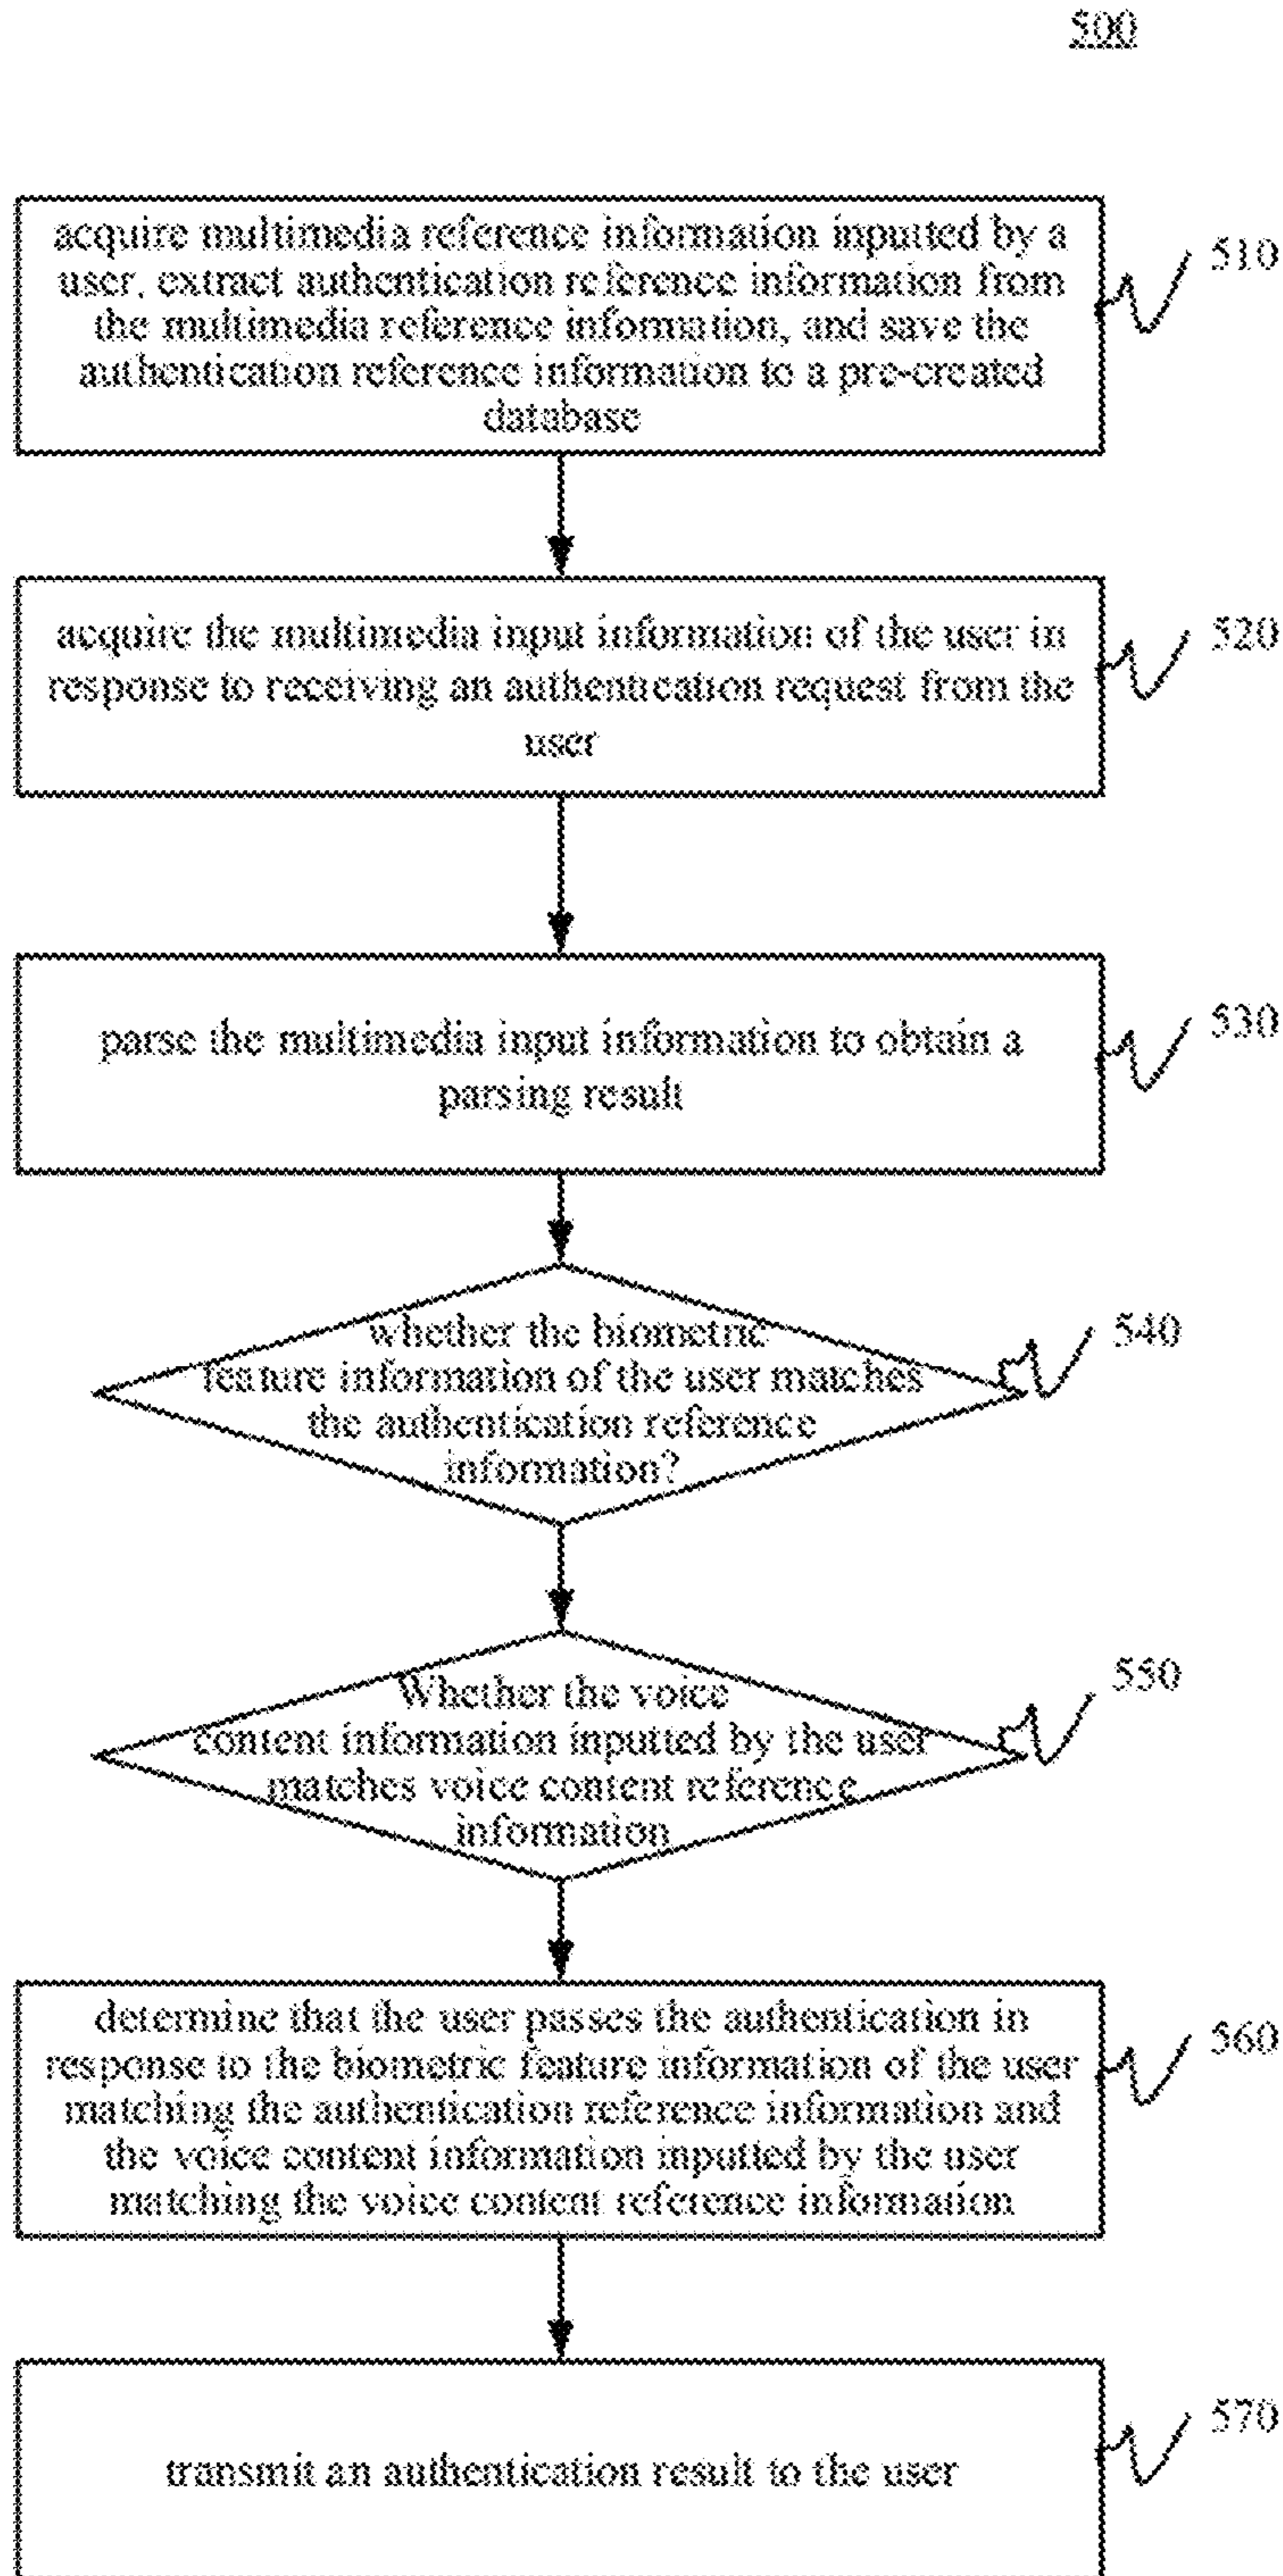 500
acquire multimedia reference information inputted by a
user, extract authentication reference information from
the multimedia reference information, and save the
authentication reference information to a pre-created
database
510
acquire the multimedia input information of the user in
response to receiving an authentication request from the
user
520
parse the multimedia input information to obtain a
parsing result
530
whether the biometric
feature information of the user matches
the authentication reference
information?
540
Whether the voice
content information inputted by the user
matches voice content reference
information
550
determine that the user passes the authentication in
response to the biometric feature information of the user
matching the authentication reference information and
the voice content information inputted by the user
matching the voice content reference information
560
transmit an authentication result to the user
570